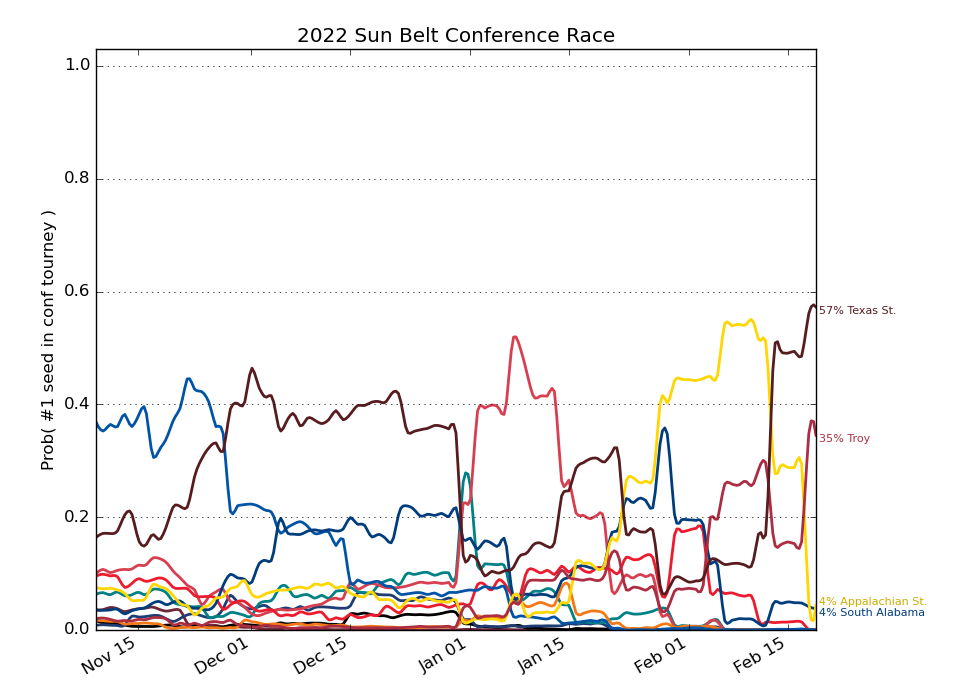 2022 Sun Belt Conference Race
Prob( #1 seed in conf tourney )
1.0
0.8
0.6
0.4
0.2
0.0
57% Texas St.
35% Troy
4% Appalachian St.
4% South Alabama
Nov 15
Dec 01
Dec 15
Jan 01
Jan 15
Feb 01
Feb 15